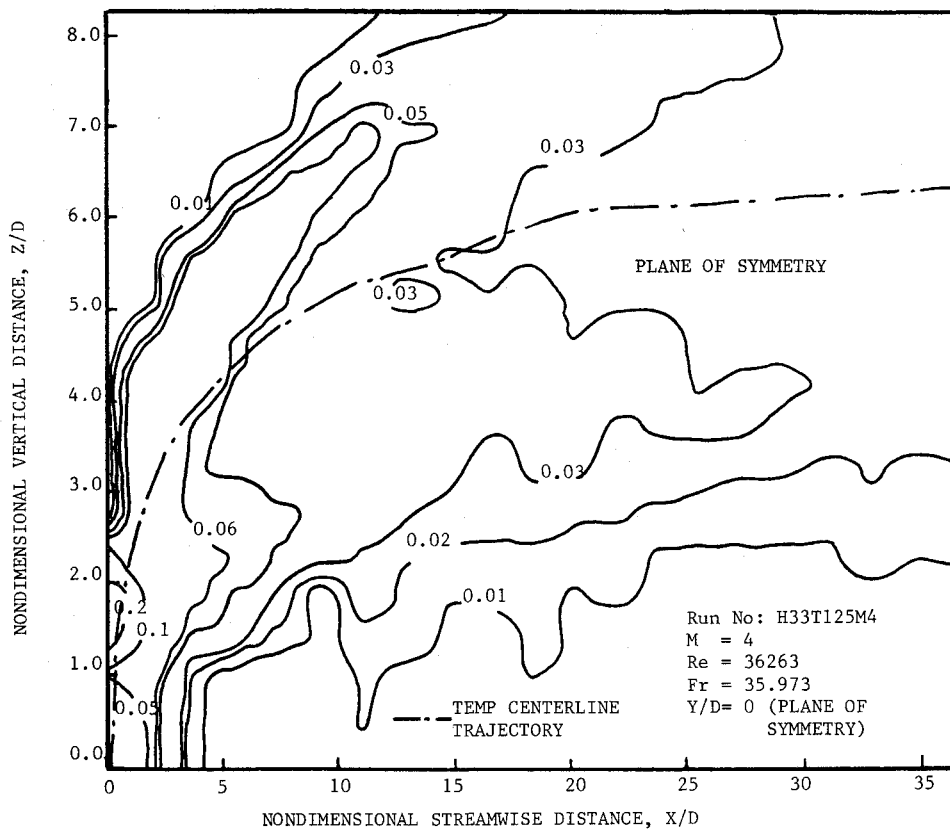 8.0
7.0
6.0
5.0
4.0
3.0
2.0
1.0
0.0
NONDIMENSIONAL VERTICAL DISTANCE, Z/D
0.03
0.05
0.03
0.01
PLANE OF SYMMETRY
0.03
0.03
0.06
0.02
0.2
0.1
0.01
0.05
Run No: H33T125M4
M = 4
Re = 36263
Fr = 35.973
Y/D= 0 (PLANE OF
SYMMETRY)
TEMP CENTERLINE
TRAJECTORY
0
5
10
15
20
25
30
35
NONDIMENSIONAL STREAMWISE DISTANCE, X/D